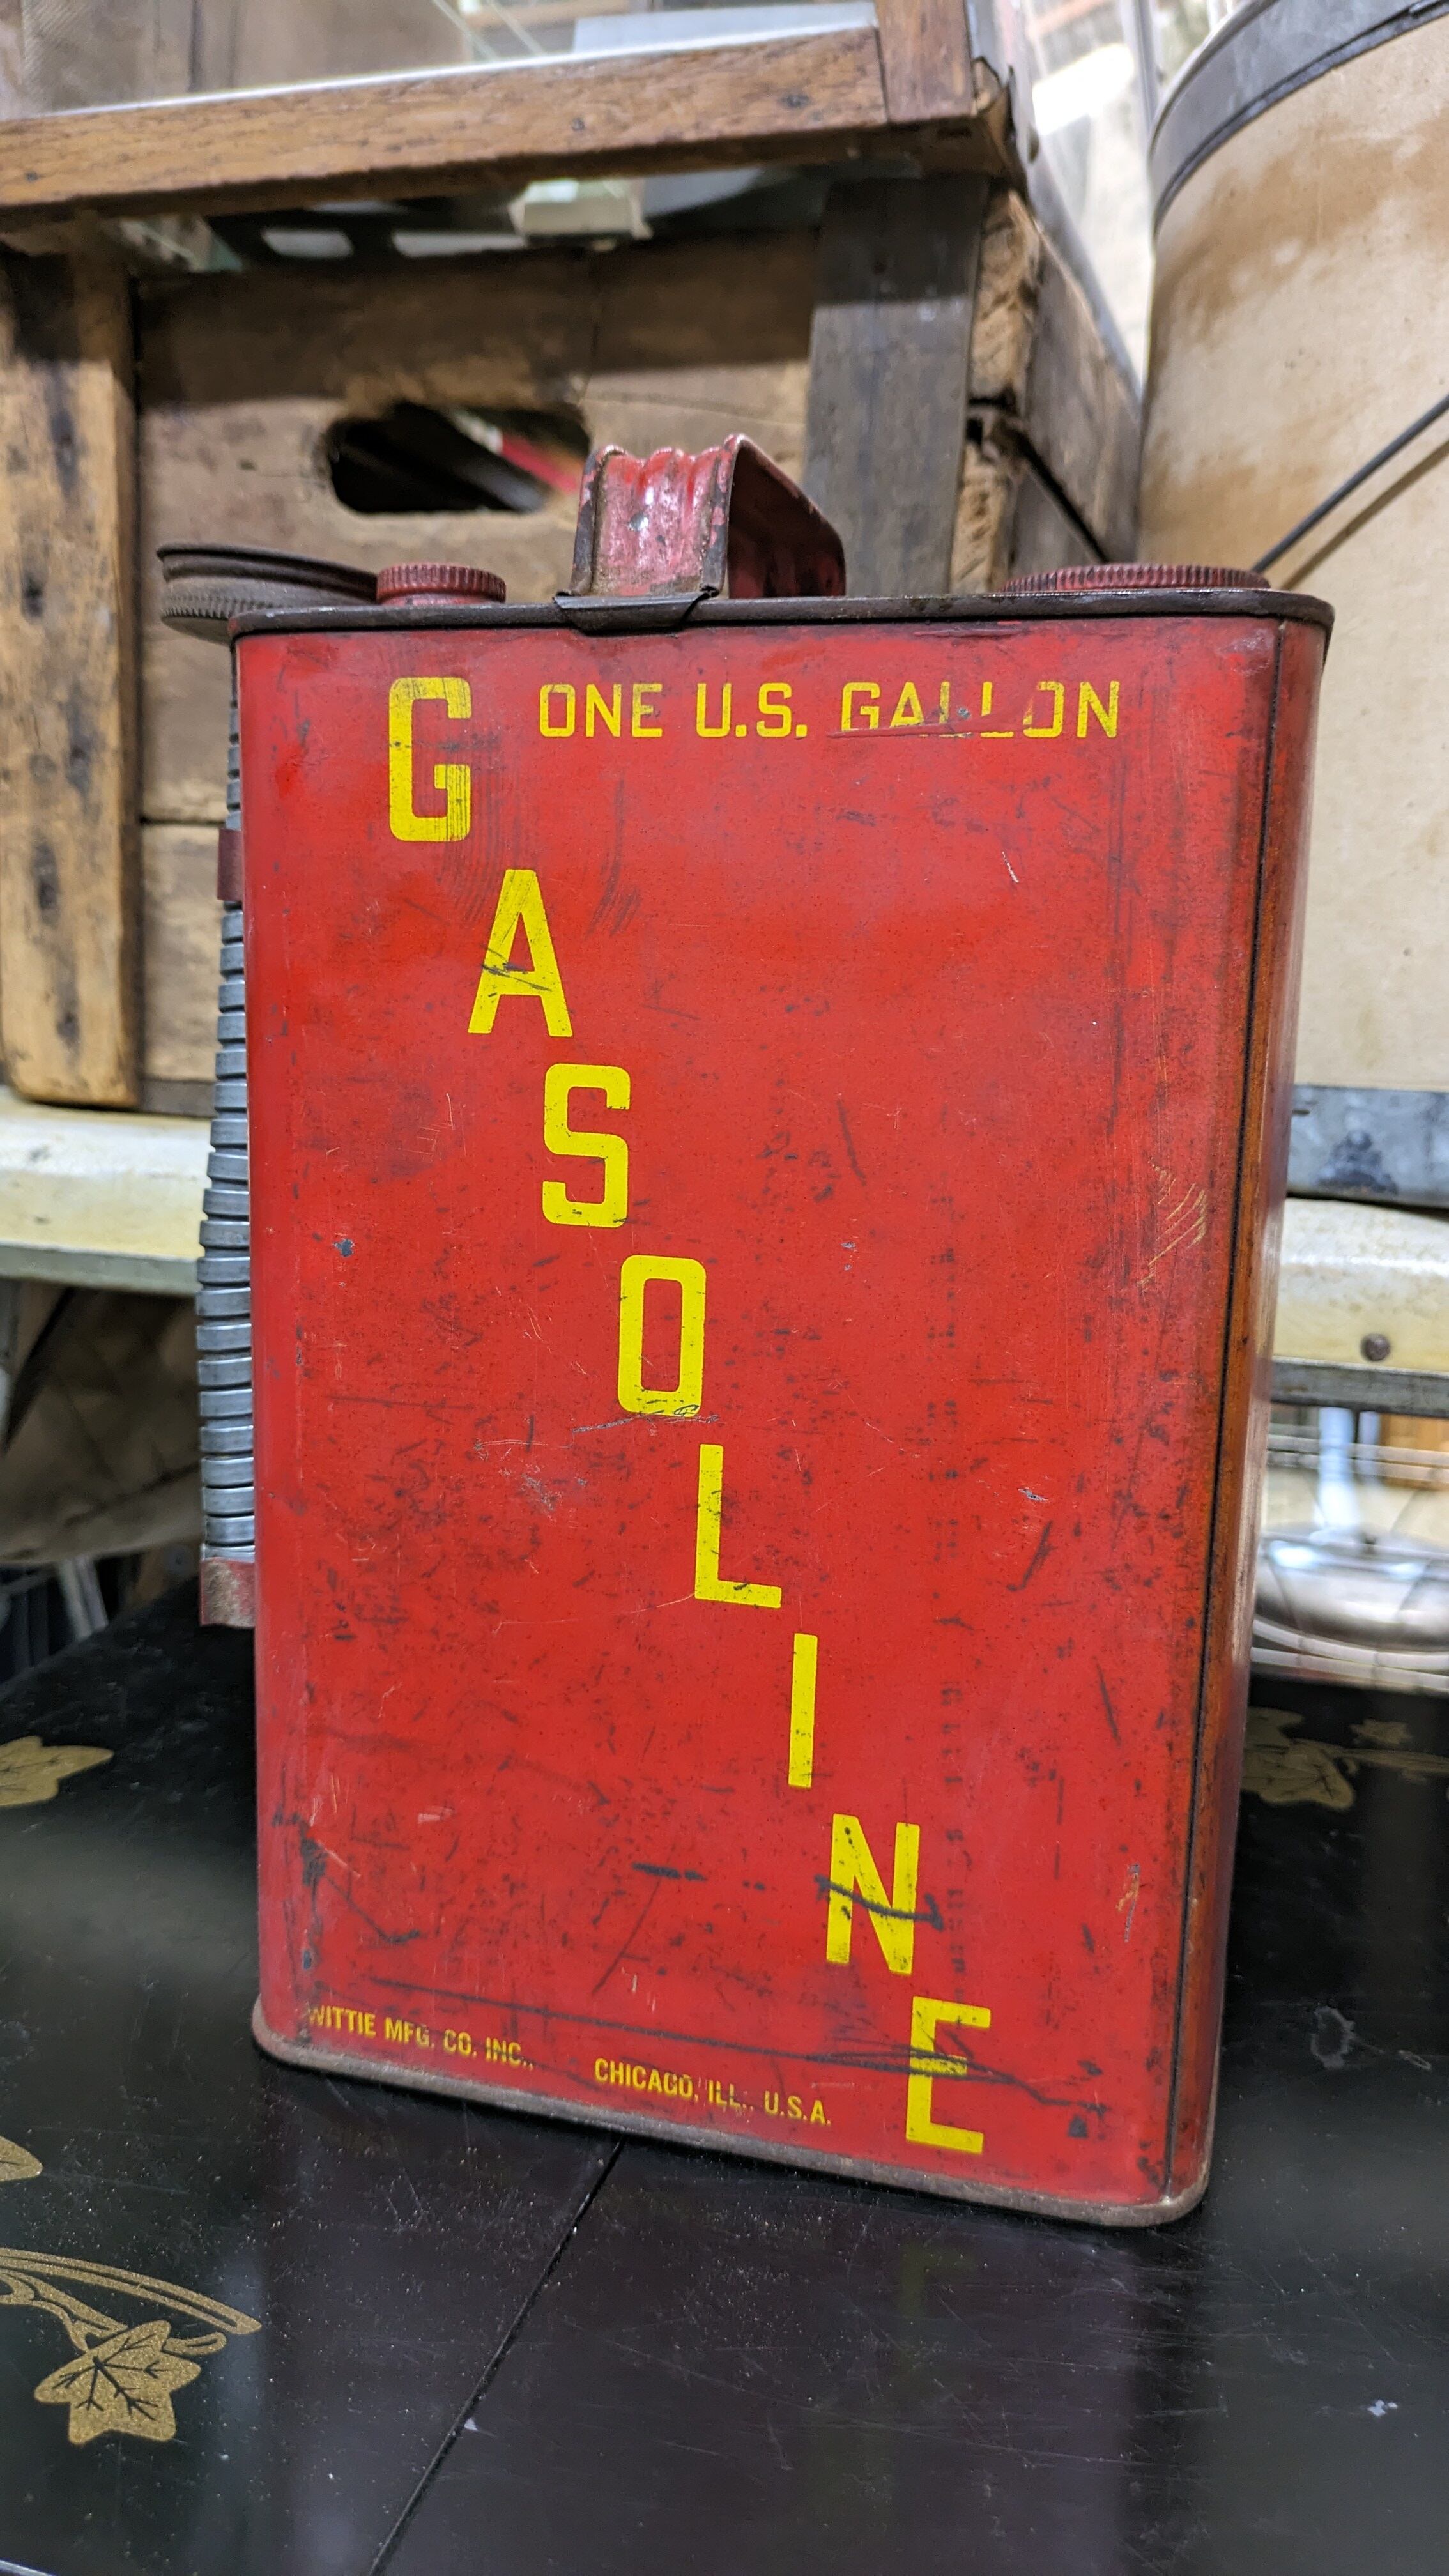 ONE U.S. GALLON
GASOLINE
WITTIE MFG. CO. INC., CHICAGO, ILL., U.S.A.